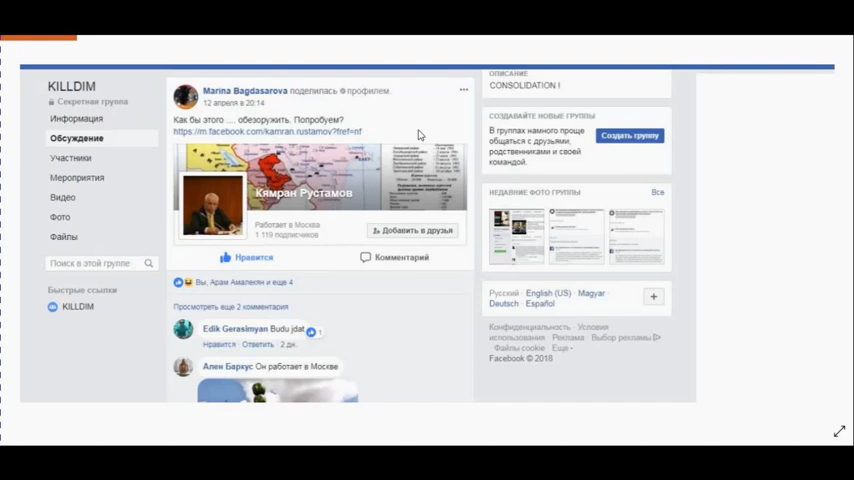 KILLDIM
Секретная группа
Информация
Обсуждение
Участники
Мероприятия
Видео
Фото
Файлы
Поиск в этой группе
Быстрые ссылки
KILLDIM
Marina Bagdasarova поделилась профилем.
12 апреля в 20:14
Как бы этого .... обезоружить. Попробуем?
https://m.facebook.com/kamran.rustamov?fref=nf
Кямран Рустамов
Работает в Москва
1 119 подписчиков
Добавить в друзья
Нравится
Комментарий
Вы, Арам Амалекян и еще 4
Просмотреть еще 2 комментария
Edik Gerasimyan Budu jdat
1
Нравится · Ответить · 2 дн.
Ален Баркус Он работает в Москве
ОПИСАНИЕ
CONSOLIDATION !
СОЗДАВАЙТЕ НОВЫЕ ГРУППЫ
В группах намного проще
общаться с друзьями,
родственниками и своей
командой.
Создать группу
НЕДАВНИЕ ФОТО ГРУППЫ
Все
Русский · English (US) · Magyar ·
Deutsch · Español
Конфиденциальность · Условия
использования · Реклама · Выбор рекламы
Файлы cookie · Еще
Facebook © 2018